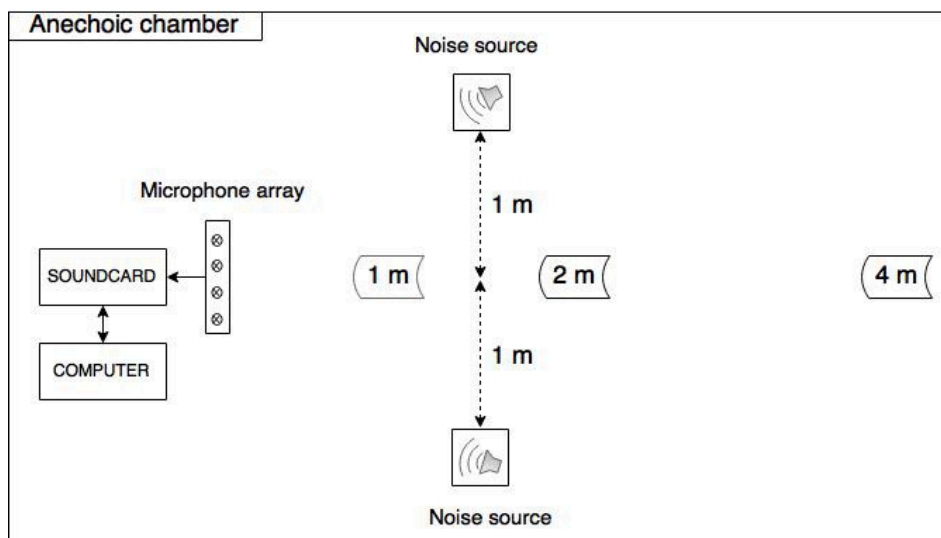 Anechoic chamber
Noise source
Microphone array
1 m
SOUNDCARD
1 m
2 m
4 m
1 m
COMPUTER
Noise source